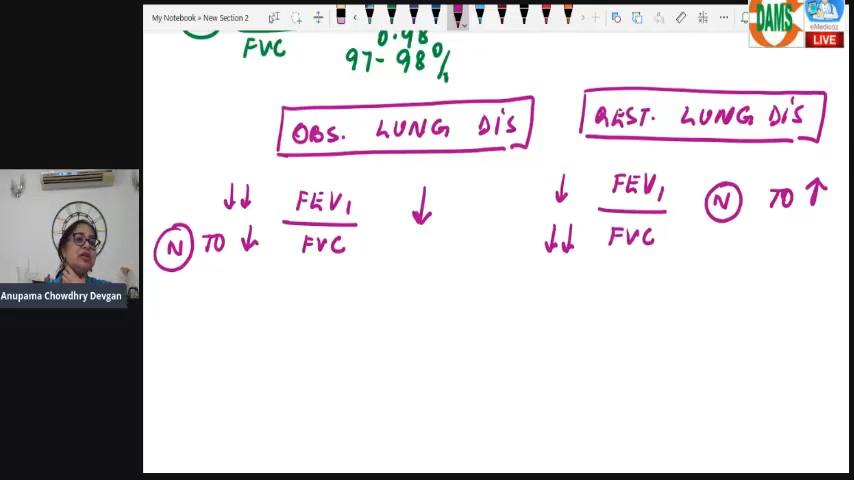 My Notebook > New Section 2
DAMS
eMedicoz
LIVE
FVC
0.98
97-98%
OBS. LUNG DIS
REST. LUNG DIS
↓↓ FEV₁ ↓
N TO ↓ FVC
↓ FEV₁ N TO ↑
↓↓ FVC
Anupama Chowdhry Devgan